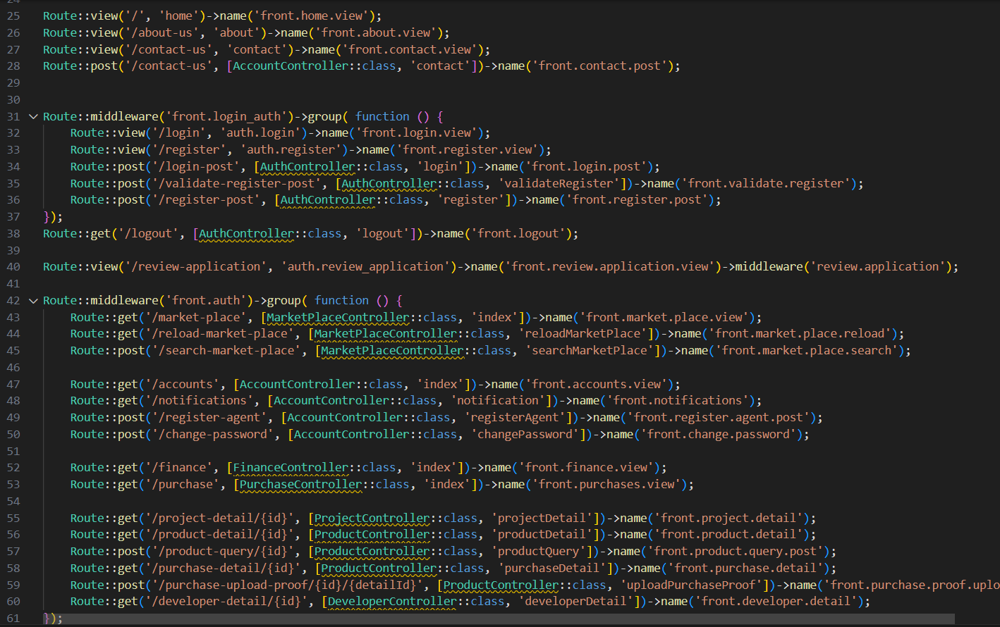 24
25 Route::view('/', 'home')->name('front.home.view');
26 Route::view('/about-us', 'about')->name('front.about.view');
27 Route::view('/contact-us', 'contact')->name('front.contact.view');
28 Route::post('/contact-us', [AccountController::class, 'contact'])->name('front.contact.post');
29
30
31 Route::middleware('front.login_auth')->group( function () {
32     Route::view('/login', 'auth.login')->name('front.login.view');
33     Route::view('/register', 'auth.register')->name('front.register.view');
34     Route::post('/login-post', [AuthController::class, 'login'])->name('front.login.post');
35     Route::post('/validate-register-post', [AuthController::class, 'validateRegister'])->name('front.validate.register');
36     Route::post('/register-post', [AuthController::class, 'register'])->name('front.register.post');
37 });
38 Route::get('/logout', [AuthController::class, 'logout'])->name('front.logout');
39
40 Route::view('/review-application', 'auth.review_application')->name('front.review.application.view')->middleware('review.application');
41
42 Route::middleware('front.auth')->group( function () {
43     Route::get('/market-place', [MarketPlaceController::class, 'index'])->name('front.market.place.view');
44     Route::get('/reload-market-place', [MarketPlaceController::class, 'reloadMarketPlace'])->name('front.market.place.reload');
45     Route::post('/search-market-place', [MarketPlaceController::class, 'searchMarketPlace'])->name('front.market.place.search');
46
47     Route::get('/accounts', [AccountController::class, 'index'])->name('front.accounts.view');
48     Route::get('/notifications', [AccountController::class, 'notification'])->name('front.notifications');
49     Route::post('/register-agent', [AccountController::class, 'registerAgent'])->name('front.register.agent.post');
50     Route::post('/change-password', [AccountController::class, 'changePassword'])->name('front.change.password');
51
52     Route::get('/finance', [FinanceController::class, 'index'])->name('front.finance.view');
53     Route::get('/purchase', [PurchaseController::class, 'index'])->name('front.purchases.view');
54
55     Route::get('/project-detail/{id}', [ProjectController::class, 'projectDetail'])->name('front.project.detail');
56     Route::get('/product-detail/{id}', [ProductController::class, 'productDetail'])->name('front.product.detail');
57     Route::post('/product-query/{id}', [ProductController::class, 'productQuery'])->name('front.product.query.post');
58     Route::get('/purchase-detail/{id}', [ProductController::class, 'purchaseDetail'])->name('front.purchase.detail');
59     Route::post('/purchase-upload-proof/{id}/{detailId}', [ProductController::class, 'uploadPurchaseProof'])->name('front.purchase.proof.uplo
60     Route::get('/developer-detail/{id}', [DeveloperController::class, 'developerDetail'])->name('front.developer.detail');
61 });